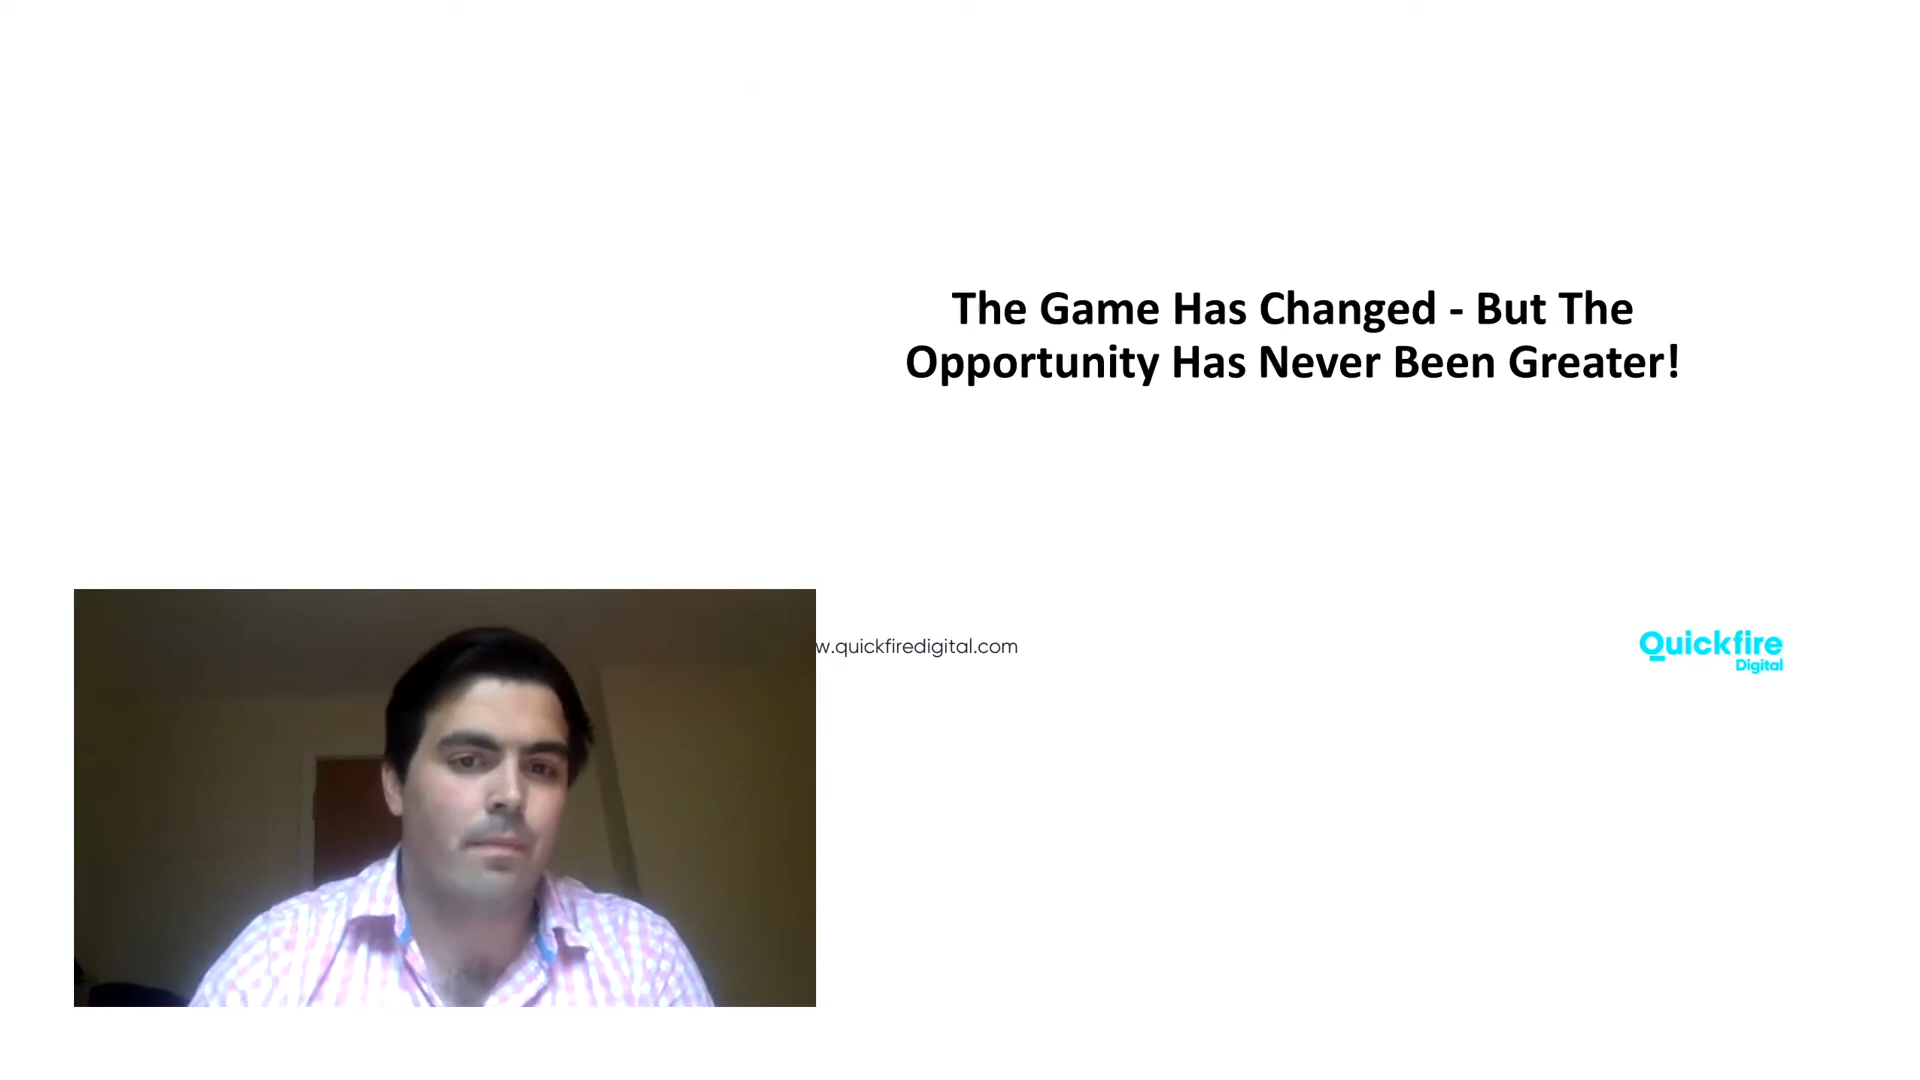 The Game Has Changed - But The
Opportunity Has Never Been Greater!
w.quickfiredigital.com
Quickfire
Digital